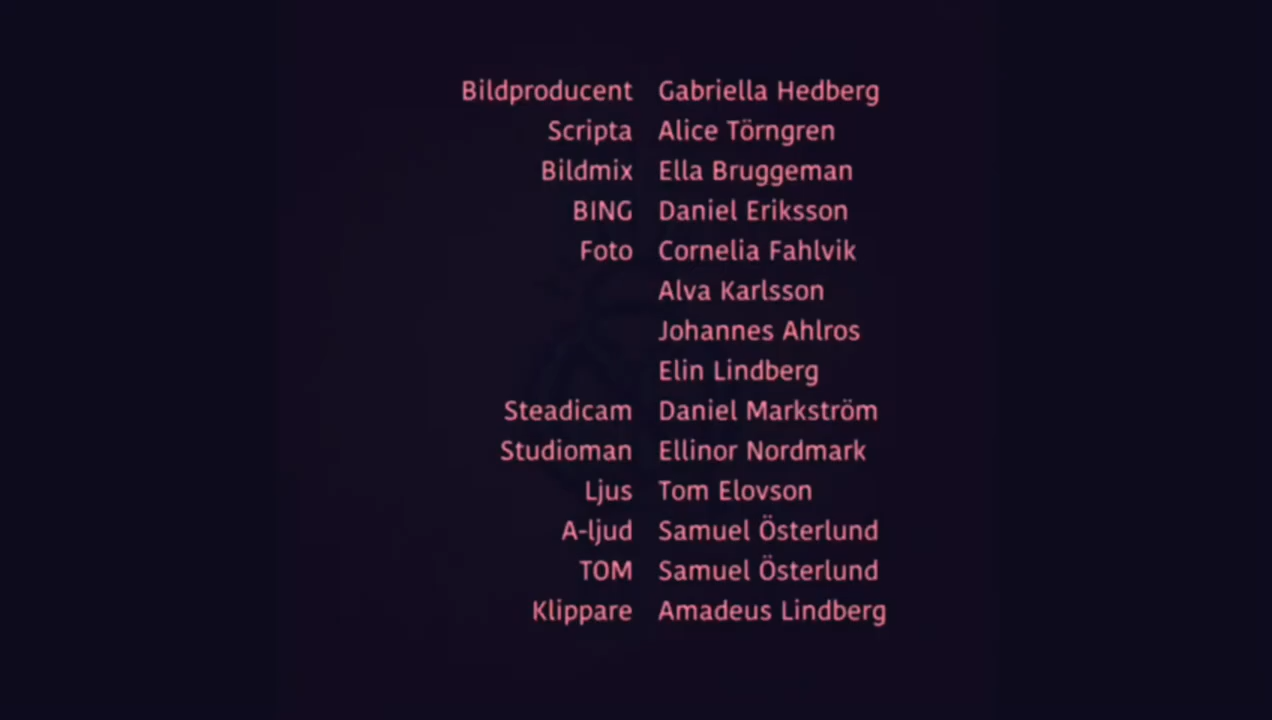 Bildproducent Gabriella Hedberg
Scripta Alice Törngren
Bildmix Ella Bruggeman
BING Daniel Eriksson
Foto Cornelia Fahlvik
Alva Karlsson
Johannes Ahlros
Elin Lindberg
Steadicam Daniel Markström
Studioman Ellinor Nordmark
Ljus Tom Elovson
A-ljud Samuel Österlund
TOM Samuel Österlund
Klippare Amadeus Lindberg